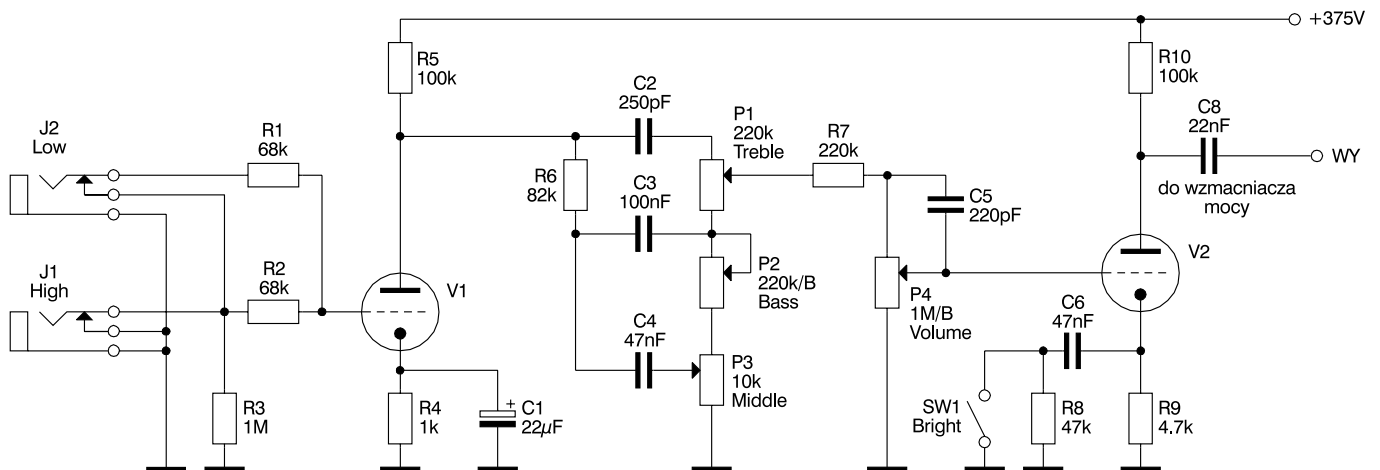 +375V
R5
100k
R10
100k
C2
250pF
C8
22nF
P1
220k
Treble
R7
220k
J2
Low
R1
68k
WY
R6
82k
C3
100nF
C5
220pF
do wzmacniacza
mocy
V2
J1
High
R2
68k
V1
P2
220k/B
Bass
P4
1M/B
Volume
C6
47nF
C4
47nF
P3
10k
Middle
R3
1M
R4
1k
+
C1
22µF
SW1
Bright
R8
47k
R9
4.7k